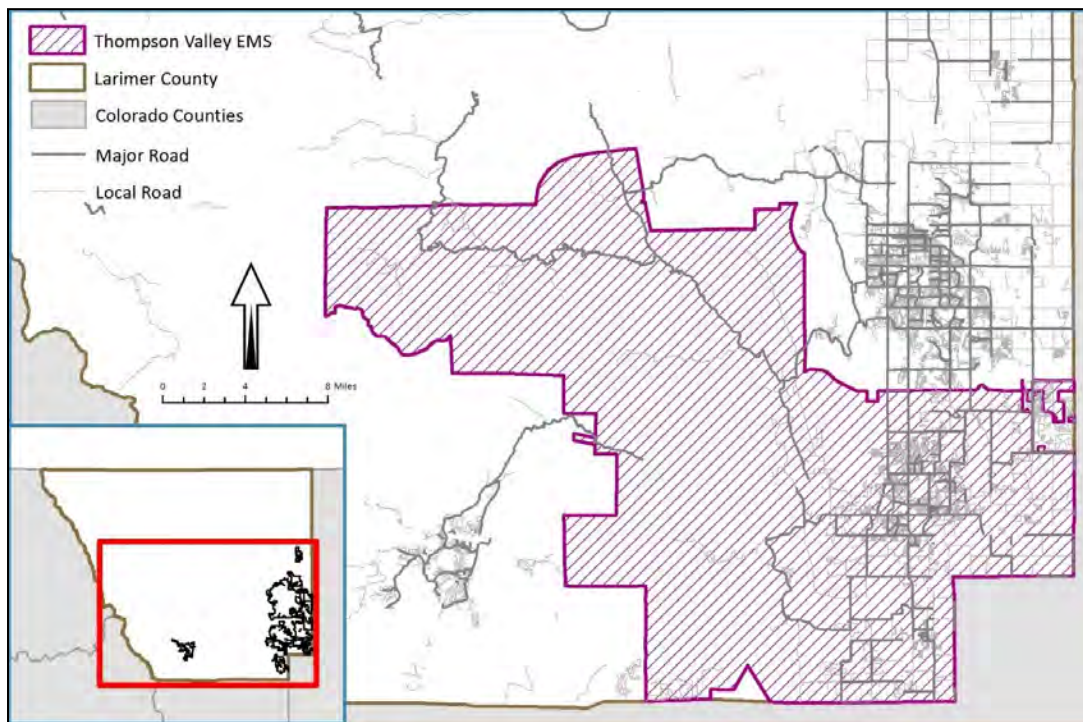 Thompson Valley EMS
Larimer County
Colorado Counties
Major Road
Local Road
0 2 4 8 Miles